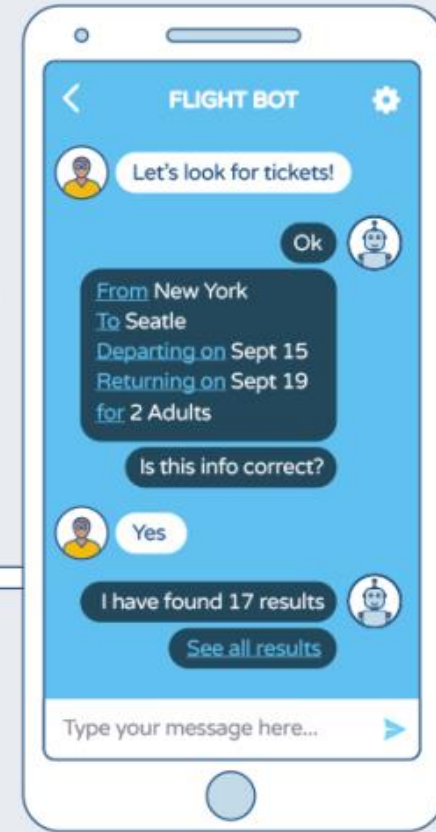 FLIGHT BOT
Let's look for tickets!
Ok
From New York
To Seatle
Departing on Sept 15
Returning on Sept 19
for 2 Adults
Is this info correct?
Yes
I have found 17 results
See all results
Type your message here...